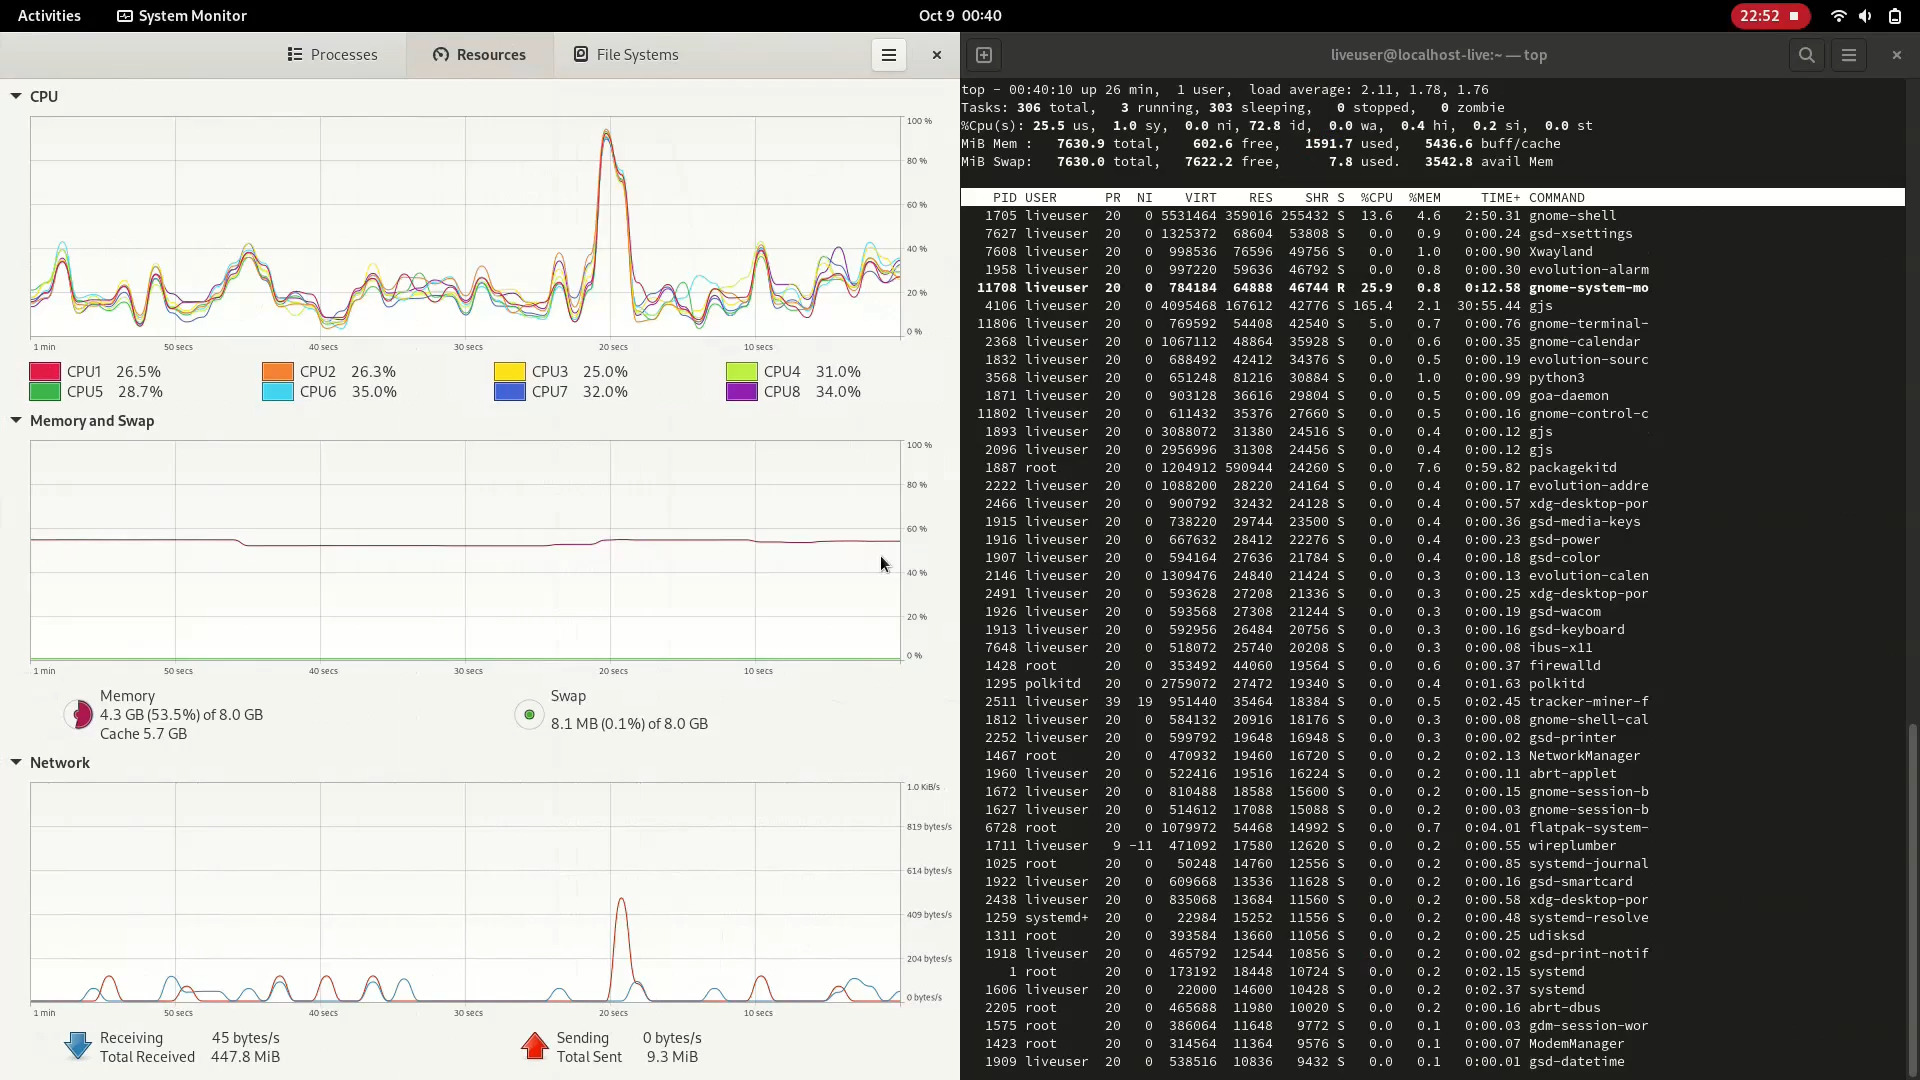 Activities System Monitor Oct 9 00:40 22:52
Processes Resources File Systems
CPU
100 %
80 %
60 %
40 %
20 %
0 %
1 min 50 secs 40 secs 30 secs 20 secs 10 secs
CPU1 26.5% CPU2 26.3% CPU3 25.0% CPU4 31.0%
CPU5 28.7% CPU6 35.0% CPU7 32.0% CPU8 34.0%
Memory and Swap
100 %
80 %
60 %
40 %
20 %
0 %
1 min 50 secs 40 secs 30 secs 20 secs 10 secs
Memory
4.3 GB (53.5%) of 8.0 GB
Cache 5.7 GB
Swap
8.1 MB (0.1%) of 8.0 GB
Network
1.0 KiB/s
819 bytes/s
614 bytes/s
409 bytes/s
204 bytes/s
0 bytes/s
1 min 50 secs 40 secs 30 secs 20 secs 10 secs
Receiving 45 bytes/s
Total Received 447.8 MiB
Sending 0 bytes/s
Total Sent 9.3 MiB
liveuser@localhost-live:~ — top
top - 00:40:10 up 26 min, 1 user, load average: 2.11, 1.78, 1.76
Tasks: 306 total, 3 running, 303 sleeping, 0 stopped, 0 zombie
%Cpu(s): 25.5 us, 1.0 sy, 0.0 ni, 72.8 id, 0.0 wa, 0.4 hi, 0.2 si, 0.0 st
MiB Mem : 7630.9 total, 602.6 free, 1591.7 used, 5436.6 buff/cache
MiB Swap: 7630.0 total, 7622.2 free, 7.8 used. 3542.8 avail Mem
PID USER PR NI VIRT RES SHR S %CPU %MEM TIME+ COMMAND
1705 liveuser 20 0 5531464 359016 255432 S 13.6 4.6 2:50.31 gnome-shell
7627 liveuser 20 0 1325372 68604 53808 S 0.0 0.9 0:00.24 gsd-xsettings
7608 liveuser 20 0 998536 76596 49756 S 0.0 1.0 0:00.90 Xwayland
1958 liveuser 20 0 997220 59636 46792 S 0.0 0.8 0:00.30 evolution-alarm
11708 liveuser 20 0 784184 64888 46744 R 25.9 0.8 0:12.58 gnome-system-mo
4106 liveuser 20 0 4095468 167612 42776 S 165.4 2.1 30:55.44 gjs
11806 liveuser 20 0 769592 54408 42540 S 5.0 0.7 0:00.76 gnome-terminal-
2368 liveuser 20 0 1067112 48864 35928 S 0.0 0.6 0:00.35 gnome-calendar
1832 liveuser 20 0 688492 42412 34376 S 0.0 0.5 0:00.19 evolution-sourc
3568 liveuser 20 0 651248 81216 30884 S 0.0 1.0 0:00.99 python3
1871 liveuser 20 0 903128 36616 29804 S 0.0 0.5 0:00.09 goa-daemon
11802 liveuser 20 0 611432 35376 27660 S 0.0 0.5 0:00.16 gnome-control-c
1893 liveuser 20 0 3088072 31380 24516 S 0.0 0.4 0:00.12 gjs
2096 liveuser 20 0 2956996 31308 24456 S 0.0 0.4 0:00.12 gjs
1887 root 20 0 1204912 590944 24260 S 0.0 7.6 0:59.82 packagekitd
2222 liveuser 20 0 1088200 28220 24164 S 0.0 0.4 0:00.17 evolution-addre
2466 liveuser 20 0 900792 32432 24128 S 0.0 0.4 0:00.57 xdg-desktop-por
1915 liveuser 20 0 738220 29744 23500 S 0.0 0.4 0:00.36 gsd-media-keys
1916 liveuser 20 0 667632 28412 22276 S 0.0 0.4 0:00.23 gsd-power
1907 liveuser 20 0 594164 27636 21784 S 0.0 0.4 0:00.18 gsd-color
2146 liveuser 20 0 1309476 24840 21424 S 0.0 0.3 0:00.13 evolution-calen
2491 liveuser 20 0 593628 27208 21336 S 0.0 0.3 0:00.25 xdg-desktop-por
1926 liveuser 20 0 593568 27308 21244 S 0.0 0.3 0:00.19 gsd-wacom
1913 liveuser 20 0 592956 26484 20756 S 0.0 0.3 0:00.16 gsd-keyboard
7648 liveuser 20 0 518072 25740 20208 S 0.0 0.3 0:00.08 ibus-x11
1428 root 20 0 353492 44060 19564 S 0.0 0.6 0:00.37 firewalld
1295 polkitd 20 0 2759072 27472 19340 S 0.0 0.4 0:01.63 polkitd
2511 liveuser 39 19 951440 35464 18384 S 0.0 0.5 0:02.45 tracker-miner-f
1812 liveuser 20 0 584132 20916 18176 S 0.0 0.3 0:00.08 gnome-shell-cal
2252 liveuser 20 0 599792 19648 16948 S 0.0 0.3 0:00.02 gsd-printer
1467 root 20 0 470932 19460 16720 S 0.0 0.2 0:02.13 NetworkManager
1960 liveuser 20 0 522416 19516 16224 S 0.0 0.2 0:00.11 abrt-applet
1672 liveuser 20 0 810488 18588 15600 S 0.0 0.2 0:00.15 gnome-session-b
1627 liveuser 20 0 514612 17088 15088 S 0.0 0.2 0:00.03 gnome-session-b
6728 root 20 0 1079972 54468 14992 S 0.0 0.7 0:04.01 flatpak-system-
1711 liveuser 9 -11 471092 17580 12620 S 0.0 0.2 0:00.55 wireplumber
1025 root 20 0 50248 14760 12556 S 0.0 0.2 0:00.85 systemd-journal
1922 liveuser 20 0 609668 13536 11628 S 0.0 0.2 0:00.16 gsd-smartcard
2438 liveuser 20 0 835068 13684 11560 S 0.0 0.2 0:00.58 xdg-desktop-por
1259 systemd+ 20 0 22984 15252 11556 S 0.0 0.2 0:00.48 systemd-resolve
1311 root 20 0 393584 13660 11056 S 0.0 0.2 0:00.25 udisksd
1918 liveuser 20 0 465792 12544 10856 S 0.0 0.2 0:00.02 gsd-print-notif
1 root 20 0 173192 18448 10724 S 0.0 0.2 0:02.15 systemd
1606 liveuser 20 0 22000 14600 10428 S 0.0 0.2 0:02.37 systemd
2205 root 20 0 465688 11980 10020 S 0.0 0.2 0:00.16 abrt-dbus
1575 root 20 0 386064 11648 9772 S 0.0 0.1 0:00.03 gdm-session-wor
1423 root 20 0 314564 11364 9576 S 0.0 0.1 0:00.07 ModemManager
1909 liveuser 20 0 538516 10836 9432 S 0.0 0.1 0:00.01 gsd-datetime